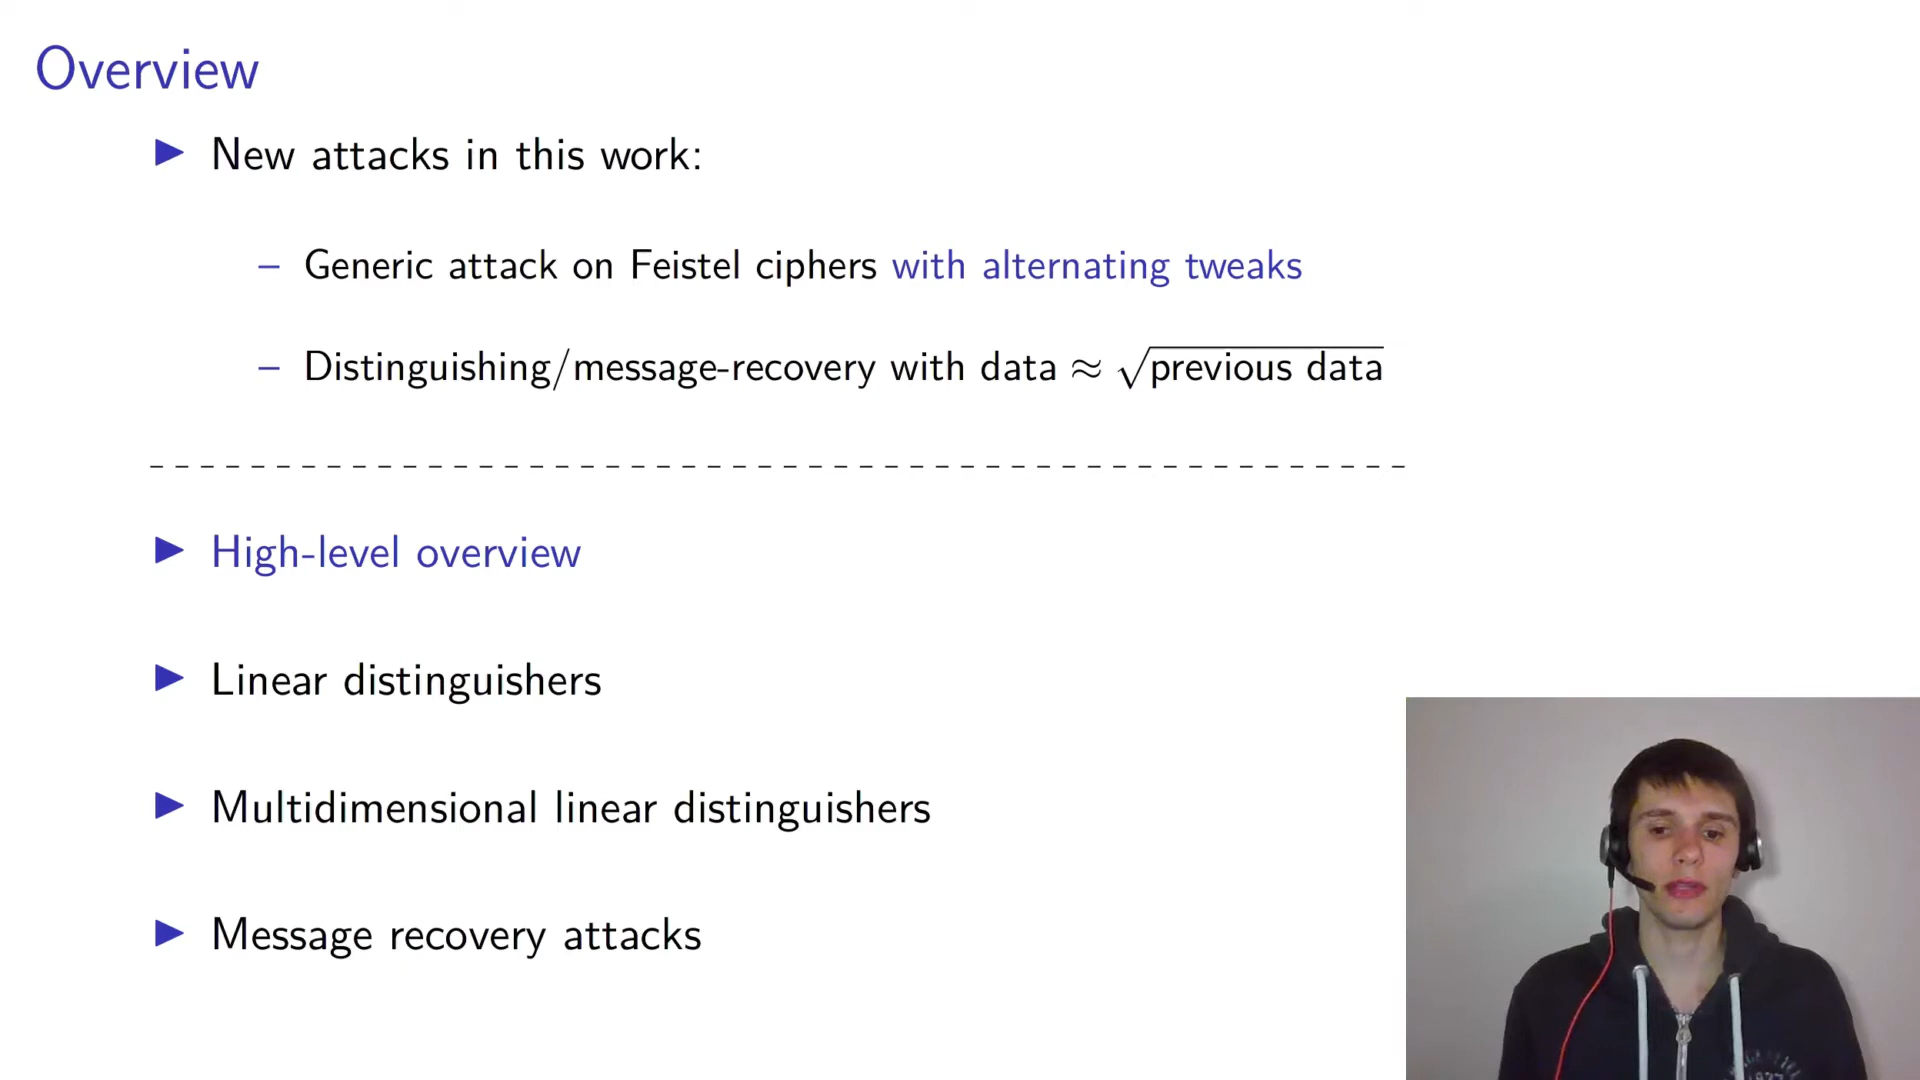 Overview
▶ New attacks in this work:
– Generic attack on Feistel ciphers with alternating tweaks
– Distinguishing/message-recovery with data ≈ √previous data
▶ High-level overview
▶ Linear distinguishers
▶ Multidimensional linear distinguishers
▶ Message recovery attacks